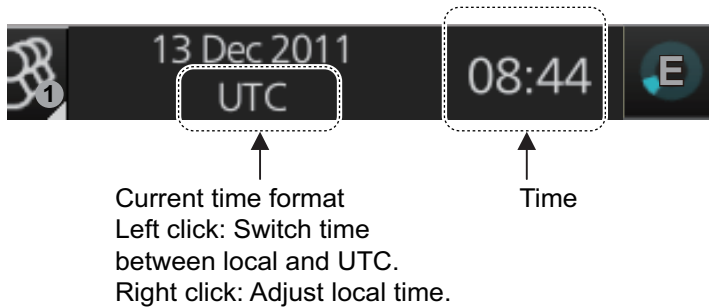 13 Dec 2011
UTC
08:44
E
1
Current time format
Left click: Switch time
between local and UTC.
Right click: Adjust local time.
Time